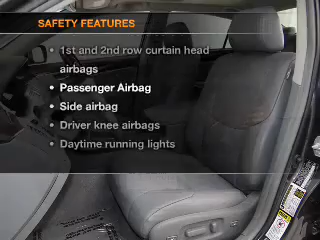 SAFETY FEATURES
• 1st and 2nd row curtain head
airbags
• Passenger Airbag
• Side airbag
• Driver knee airbags
• Daytime running lights